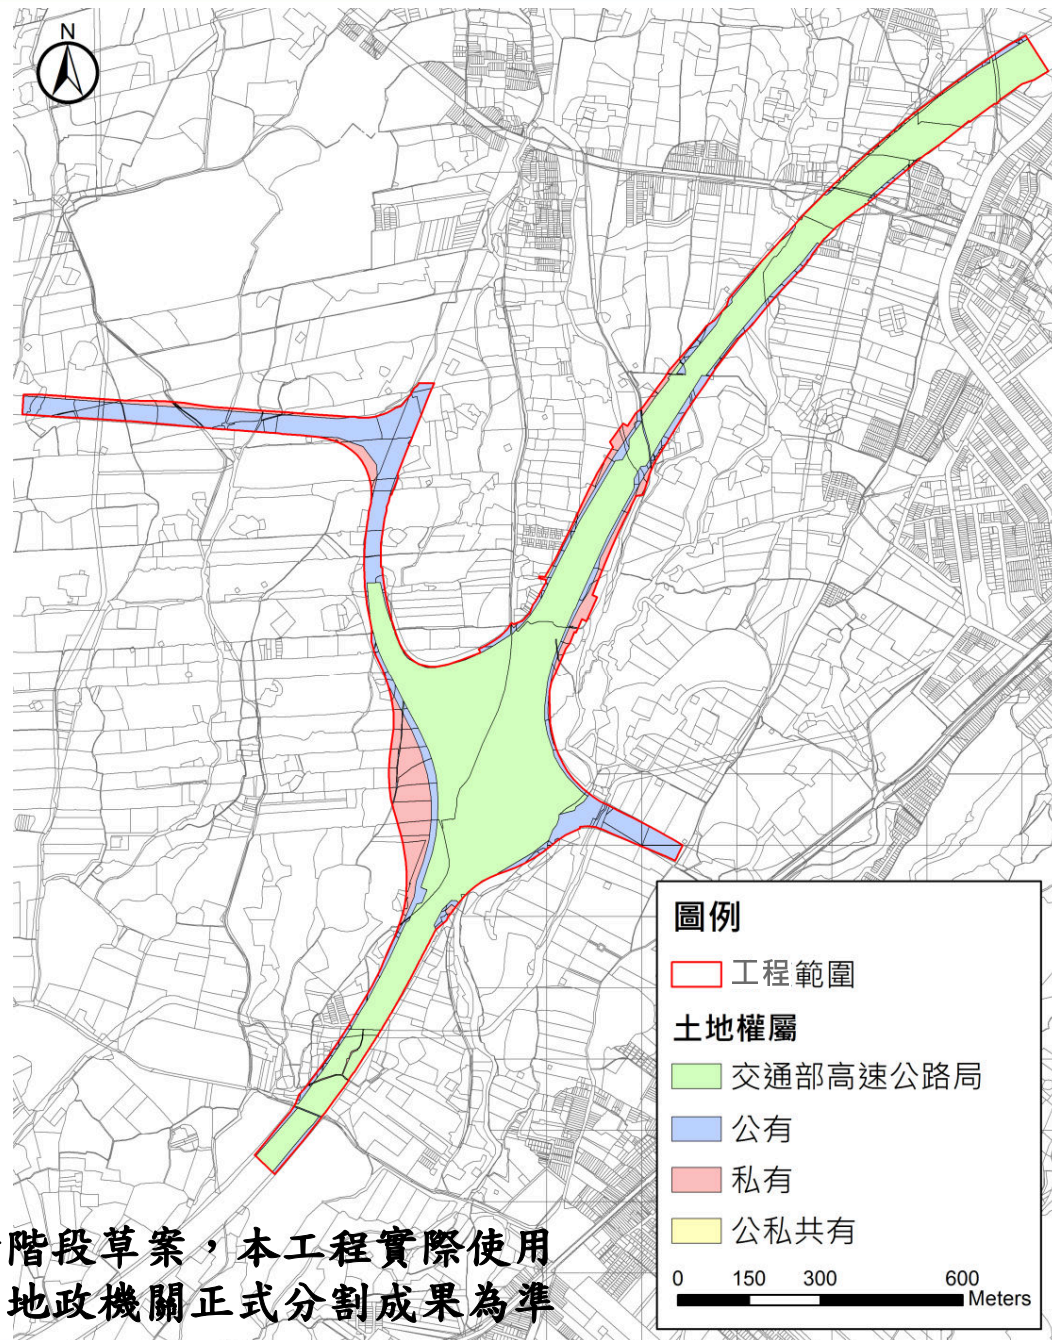 N
圖例
工程範圍
土地權屬
交通部高速公路局
公有
私有
公私共有
0 150 300 600
Meters
階段草案，本工程實際使用
地政機關正式分割成果為準